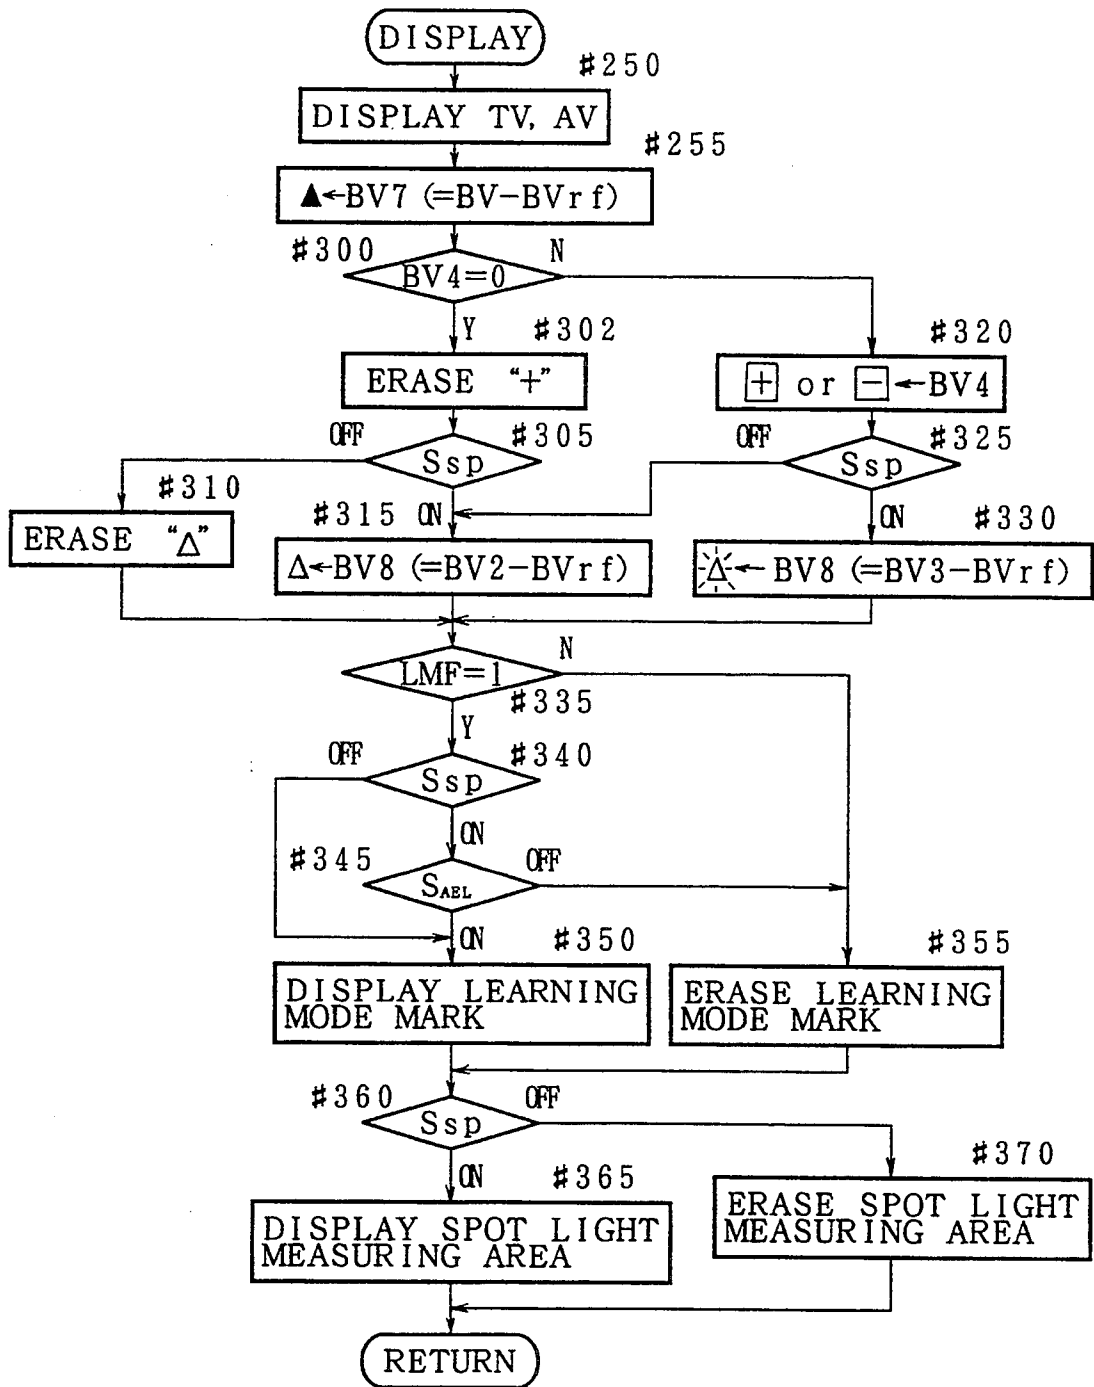 DISPLAY
#250
DISPLAY TV, AV
#255
▲←BV7 (=BV-BVrf)
#300
N
BV4=0
Y
#302
#320
ERASE "+"
+ or -←BV4
OFF
#305
OFF
#325
Ssp
Ssp
#310
#315
ON
ON
#330
ERASE "Δ"
Δ←BV8 (=BV2-BVrf)
Δ← BV8 (=BV3-BVrf)
N
LMF=1
#335
Y
OFF
#340
Ssp
ON
#345
OFF
SAEL
ON
#350
#355
DISPLAY LEARNING
MODE MARK
ERASE LEARNING
MODE MARK
#360
OFF
Ssp
#370
ON
#365
DISPLAY SPOT LIGHT
MEASURING AREA
ERASE SPOT LIGHT
MEASURING AREA
RETURN